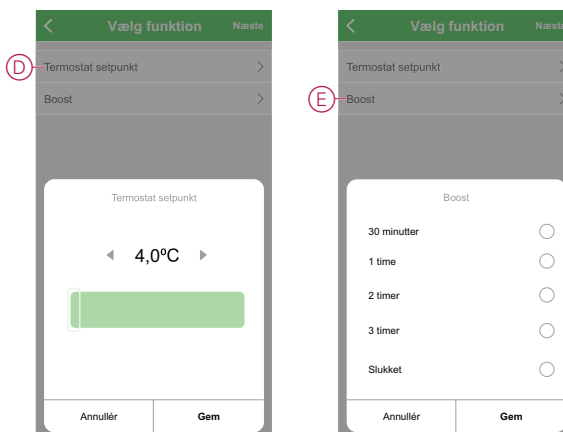 Vælg funktion Næste
D
Termostat setpunkt
Boost
Termostat setpunkt
4,0ºC
Annullér Gem
Vælg funktion Næste
Termostat setpunkt
E
Boost
Boost
30 minutter
1 time
2 timer
3 timer
Slukket
Annullér Gem